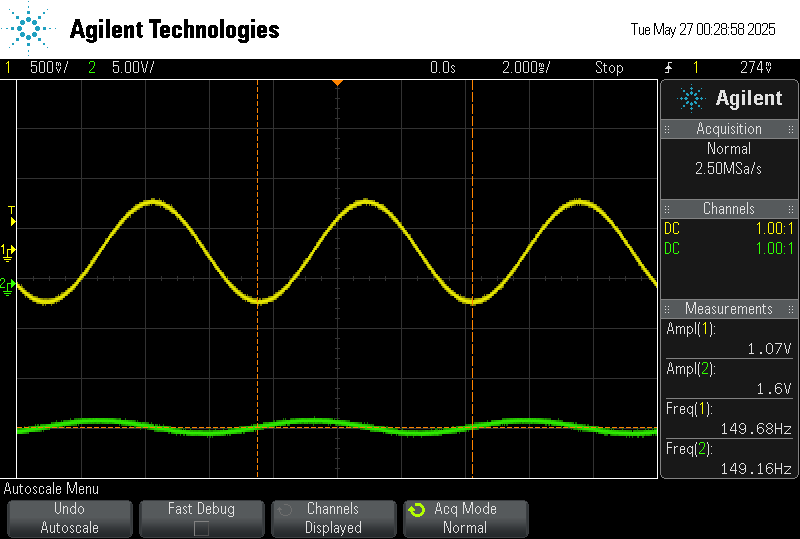 Agilent Technologies
Tue May 27 00:28:58 2025
1 500mV/ 2 5.00V/ 0.0s 2.000ms/ Stop 1 274mV
Agilent
Acquisition
Normal
2.50MSa/s
Channels
DC 1.00:1
DC 1.00:1
Measurements
Ampl(1):
1.07V
Ampl(2):
1.6V
Freq(1):
149.68Hz
Freq(2):
149.16Hz
T
1
2
Autoscale Menu
Undo
Autoscale
Fast Debug
Channels
Displayed
Acq Mode
Normal